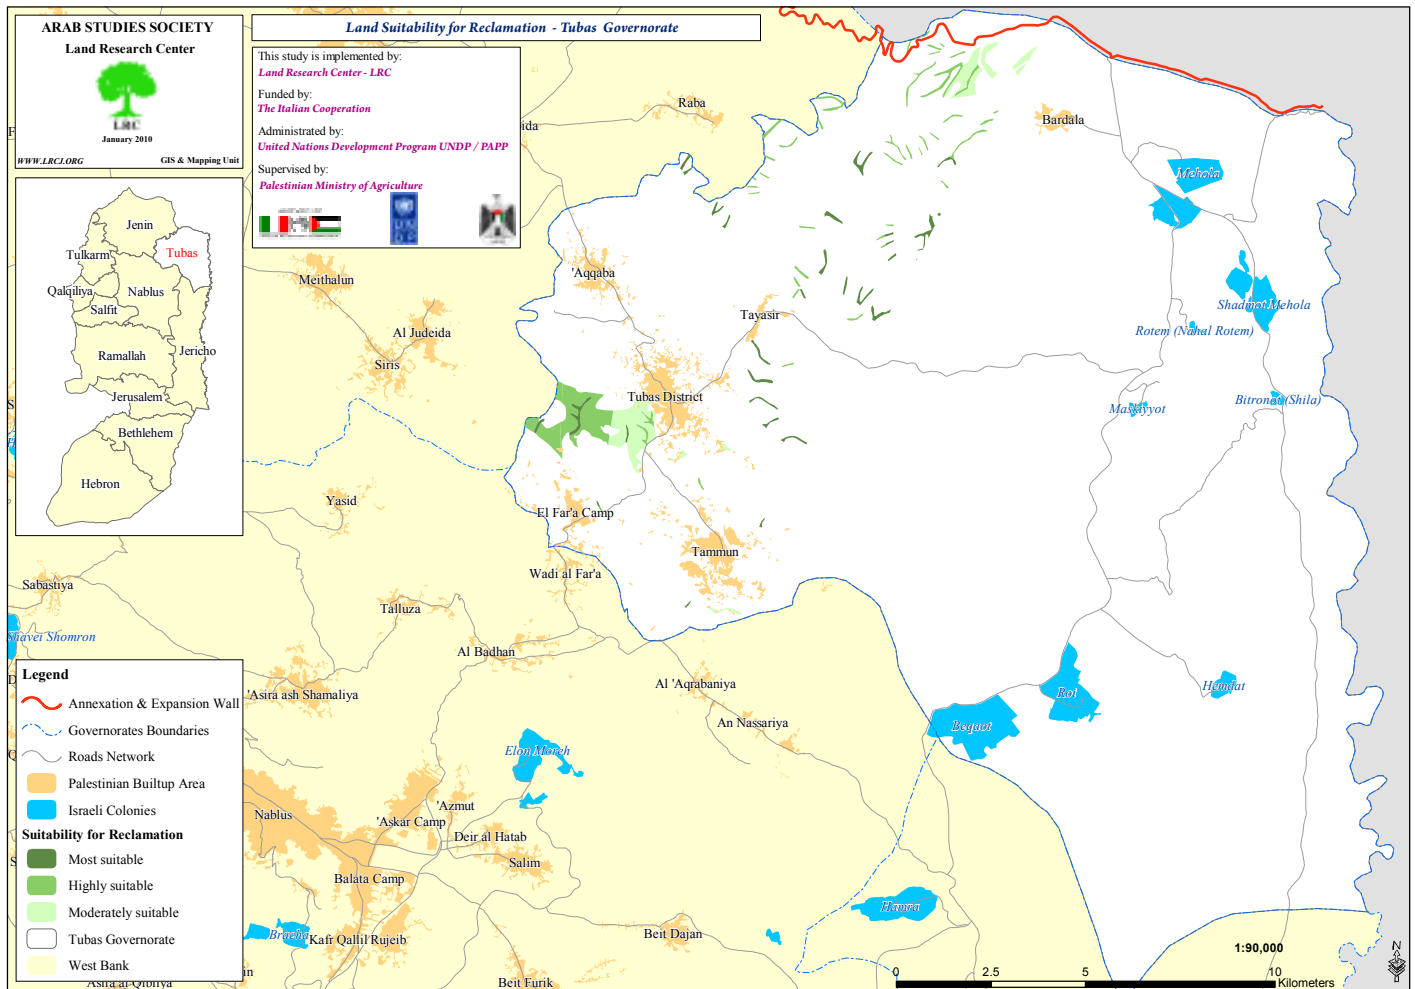 ARAB STUDIES SOCIETY
Land Research Center
LRC
January 2010
WWW.LRCJ.ORG
GIS & Mapping Unit
Land Suitability for Reclamation - Tubas Governorate
This study is implemented by:
Land Research Center - LRC
Funded by:
The Italian Cooperation
Administrated by:
United Nations Development Program UNDP / PAPP
Supervised by:
Palestinian Ministry of Agriculture
Jenin
Tubas
Tulkarm
Qalqiliya
Nablus
Salfit
Ramallah
Jericho
Jerusalem
Bethlehem
Hebron
Raba
ida
Bardala
Mehola
Meithalun
'Aqqaba
Al Judeida
Siris
Tayasir
Shadmot Mehola
Rotem (Nahal Rotem)
Tubas District
Maskiyyot
Bitronot (Shila)
Yasid
El Far'a Camp
Tammun
Wadi al Far'a
Sabastiya
Talluza
Shavei Shomron
Al Badhan
'Asira ash Shamaliya
Al 'Aqrabaniya
An Nassariya
Roi
Hemdat
Beqaot
Elon Moreh
Nablus
'Azmut
'Askar Camp
Deir al Hatab
Salim
Balata Camp
Hamra
Bracha
Kafr Qallil
Rujeib
Beit Dajan
Beit Furik
in
Asira al Qibliya
Legend
Annexation & Expansion Wall
Governorates Boundaries
Roads Network
Palestinian Builtup Area
Israeli Colonies
Suitability for Reclamation
Most suitable
Highly suitable
Moderately suitable
Tubas Governorate
West Bank
1:90,000
N
0 2.5 5 10
Kilometers